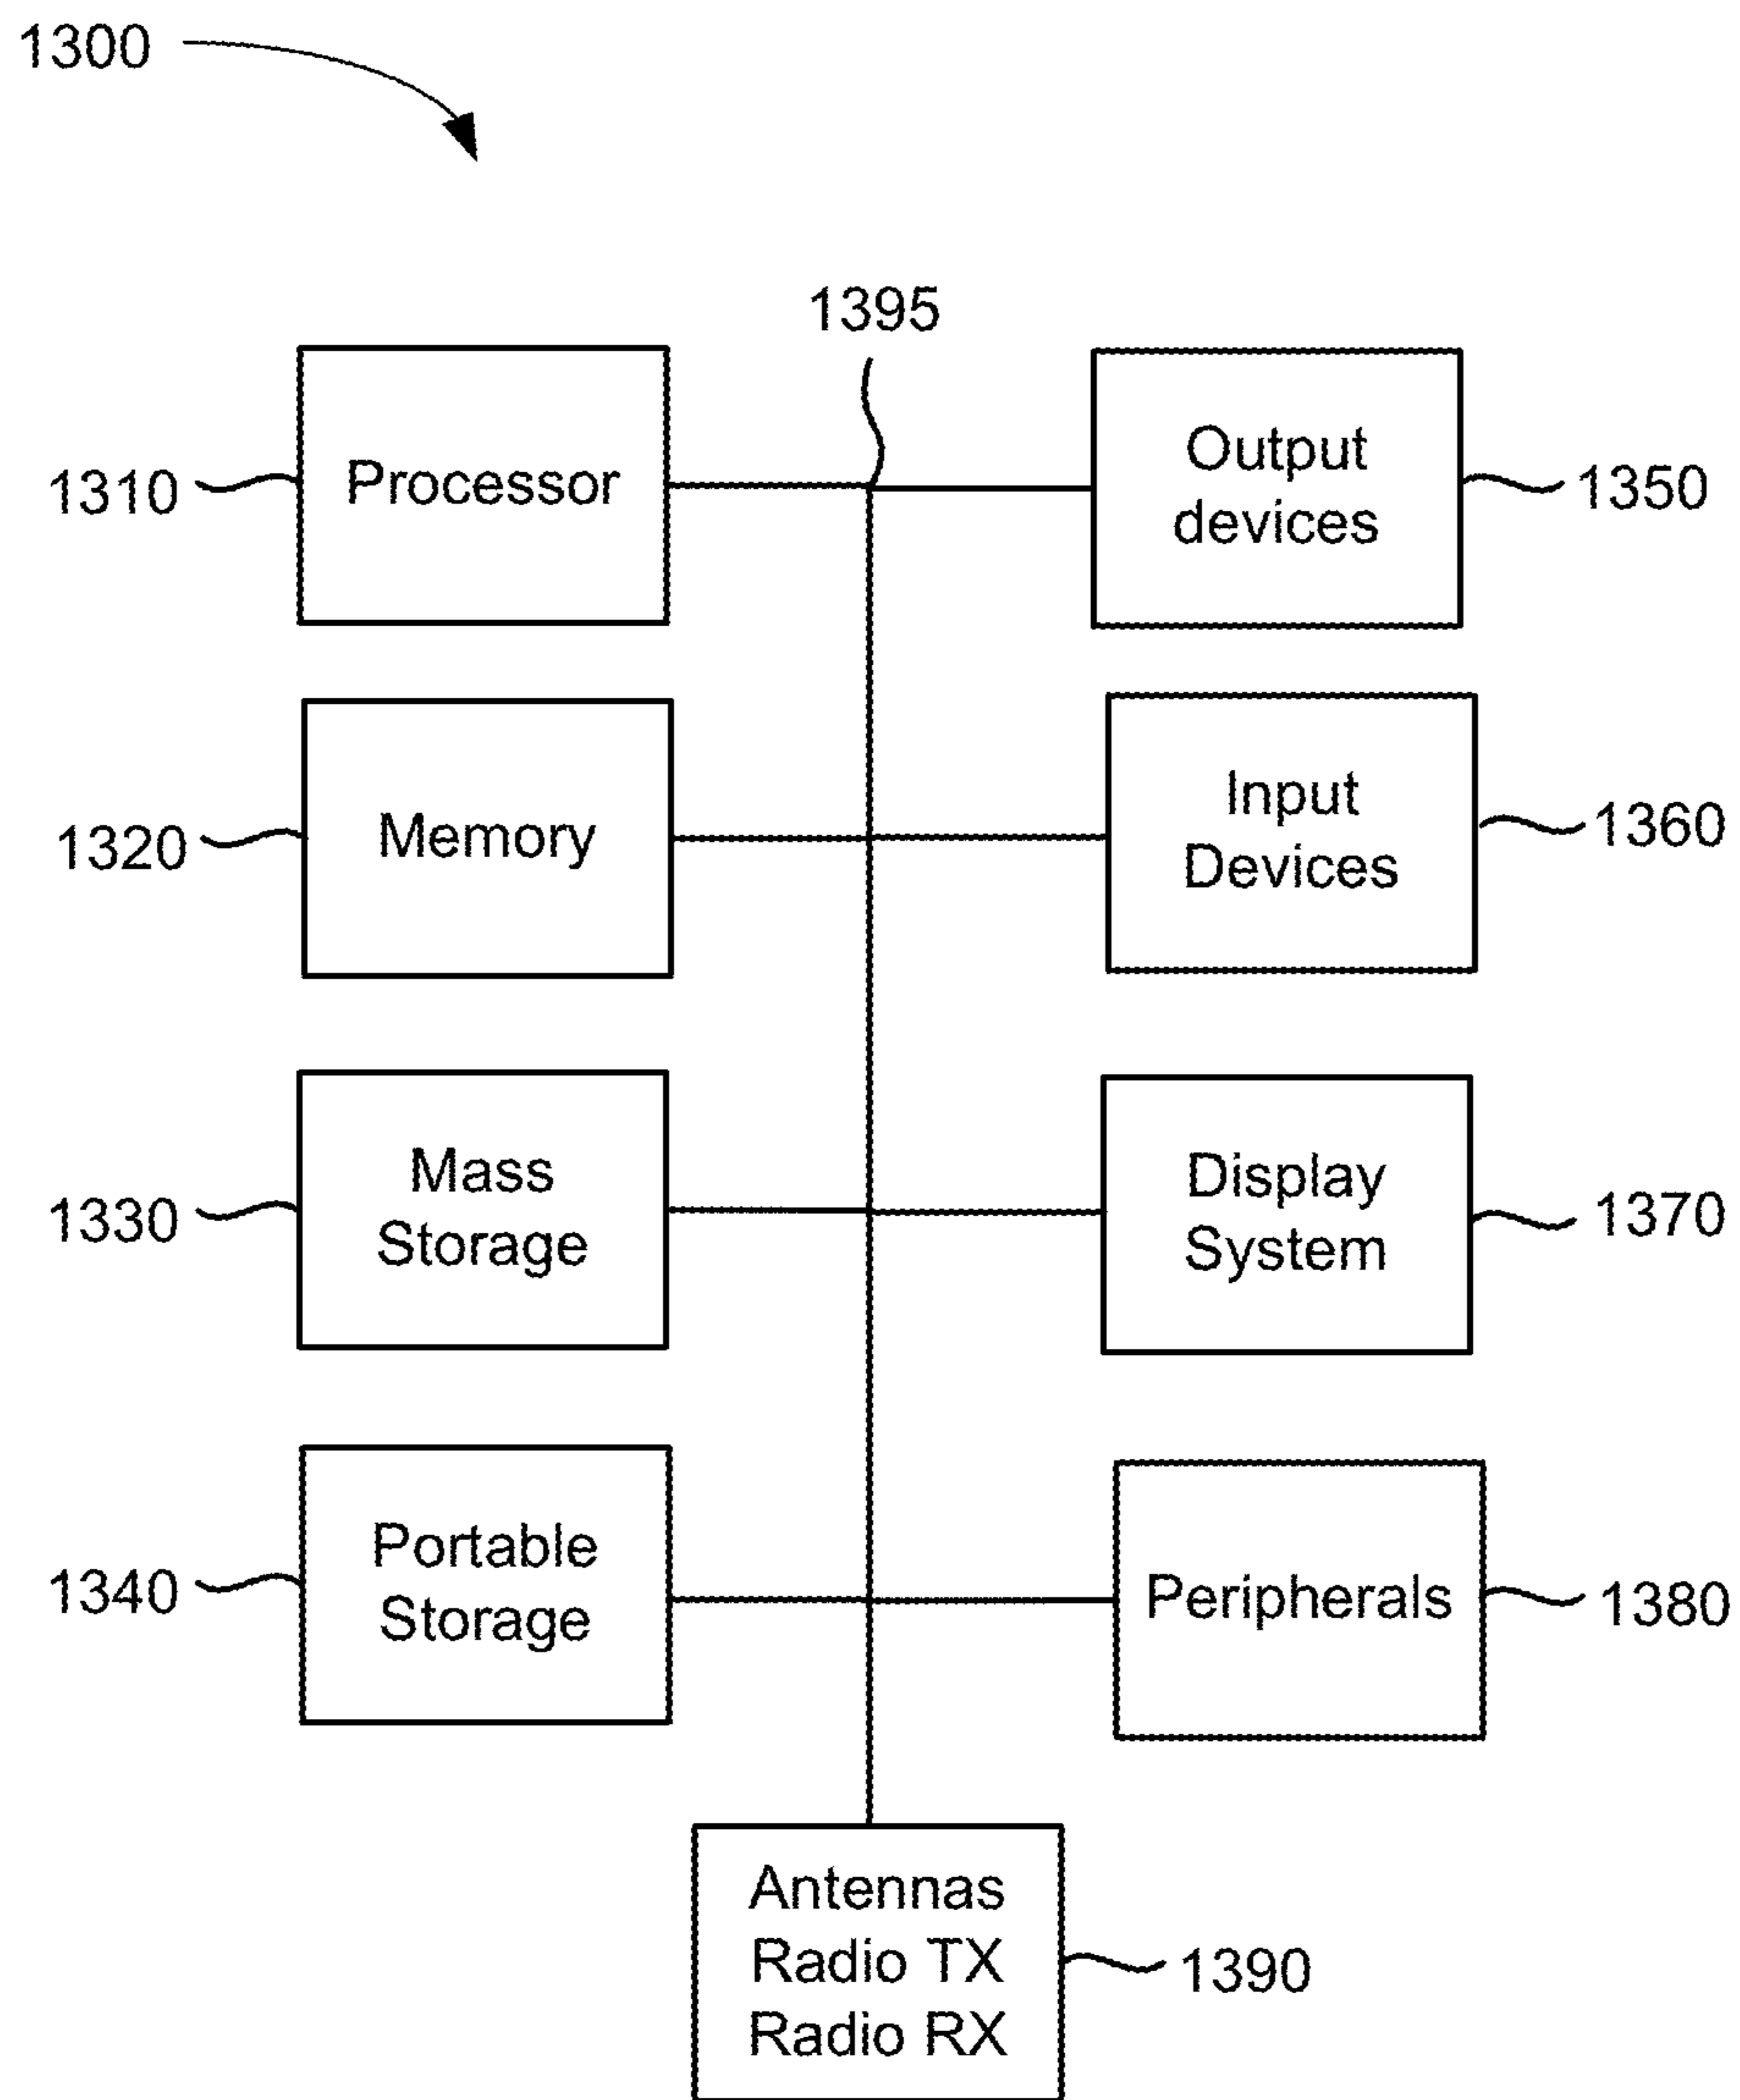 1300
1395
1310
Processor
Output
devices
1350
1320
Memory
Input
Devices
1360
1330
Mass
Storage
Display
System
1370
1340
Portable
Storage
Peripherals
1380
Antennas
Radio TX
Radio RX
1390